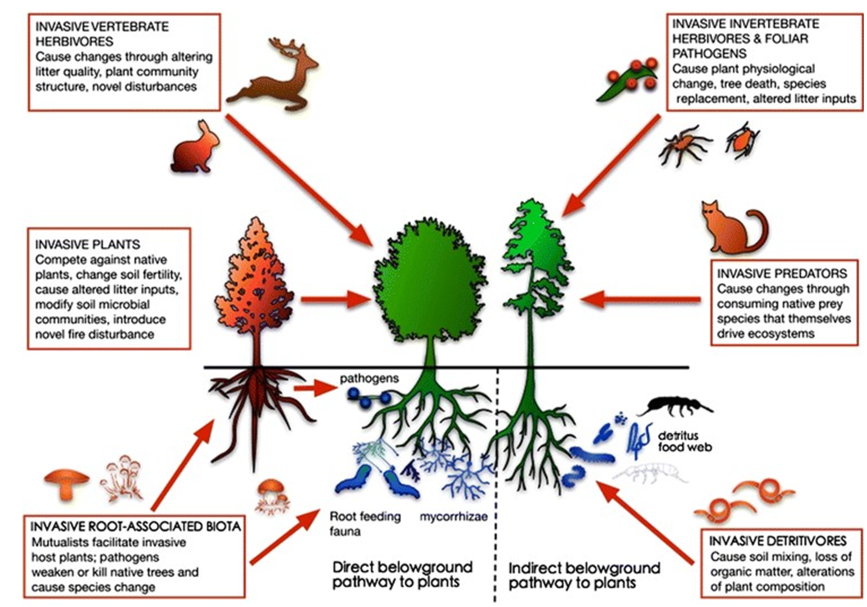 INVASIVE VERTEBRATE
HERBIVORES
Cause changes through altering
litter quality, plant community
structure, novel disturbances
INVASIVE INVERTEBRATE
HERBIVORES & FOLIAR
PATHOGENS
Cause plant physiological
change, tree death, species
replacement, altered litter inputs
INVASIVE PLANTS
Compete against native
plants, change soil fertility,
cause altered litter inputs,
modify soil microbial
communities, introduce
novel fire disturbance
INVASIVE PREDATORS
Cause changes through
consuming native prey
species that themselves
drive ecosystems
pathogens
detritus
food web
Root feeding
fauna
mycorrhizae
INVASIVE ROOT-ASSOCIATED BIOTA
Mutualists facilitate invasive
host plants; pathogens
weaken or kill native trees and
cause species change
Direct belowground
pathway to plants
Indirect belowground
pathway to plants
INVASIVE DETRITIVORES
Cause soil mixing, loss of
organic matter, alterations
of plant composition